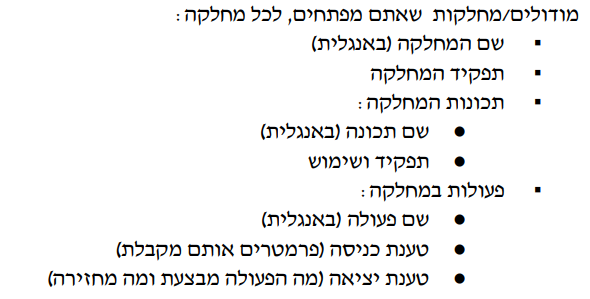 מודולים/מחלקות שאתם מפתחים, לכל מחלקה:
▪ שם המחלקה (באנגלית)
▪ תפקיד המחלקה
▪ תכונות המחלקה:
● שם תכונה (באנגלית)
● תפקיד ושימוש
▪ פעולות במחלקה:
● שם פעולה (באנגלית)
● טענת כניסה (פרמטרים אותם מקבלת)
● טענת יציאה (מה הפעולה מבצעת ומה מחזירה)